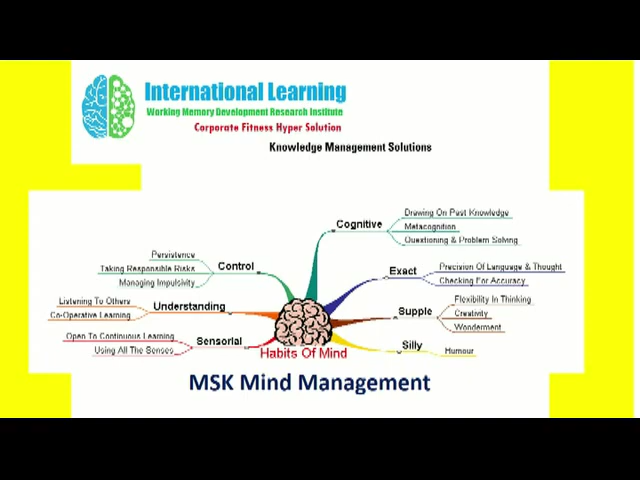 International Learning
Working Memory Development Research Institute
Corporate Fitness Hyper Solution
Knowledge Management Solutions
Cognitive
Drawing On Past Knowledge
Metacognition
Questioning & Problem Solving
Control
Persistence
Taking Responsible Risks
Managing Impulsivity
Exact
Precision Of Language & Thought
Checking For Accuracy
Understanding
Listening To Others
Co-Operative Learning
Supple
Flexibility In Thinking
Creativity
Wonderment
Sensorial
Open To Continuous Learning
Using All The Senses
Silly
Humour
Habits Of Mind
MSK Mind Management